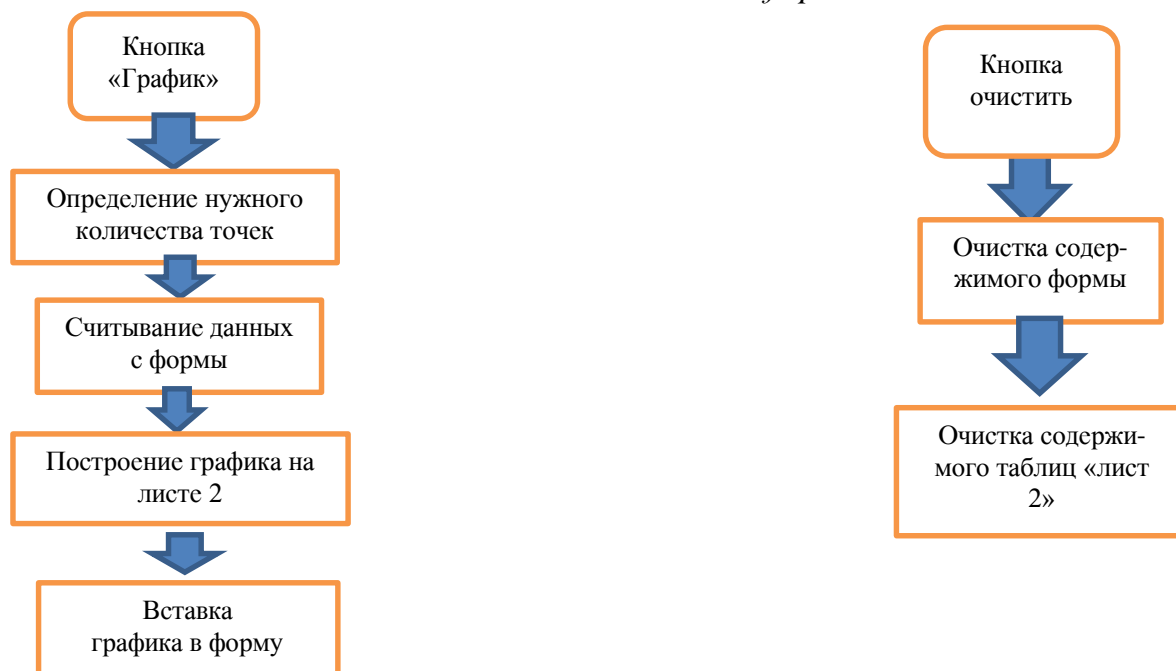 Кнопка
«График»
Определение нужного
количества точек
Считывание данных
с формы
Построение графика на
листе 2
Вставка
графика в форму
Кнопка
очистить
Очистка содер-
жимого формы
Очистка содержи-
мого таблиц «лист
2»